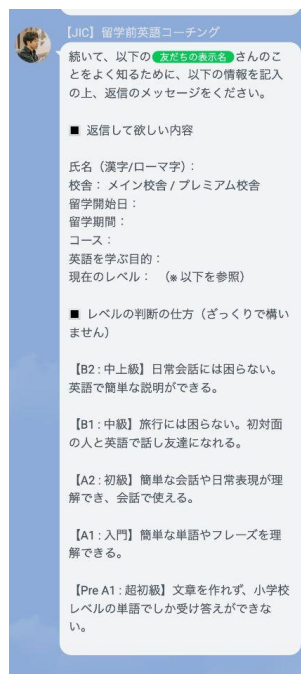 【JIC】留学前英語コーチング
続いて、以下の 友だちの表示名 さんのこ
とをよく知るために、以下の情報を記入
の上、返信のメッセージをください。
■ 返信して欲しい内容
氏名（漢字/ローマ字）：
校舎： メイン校舎 / プレミアム校舎
留学開始日：
留学期間：
コース：
英語を学ぶ目的：
現在のレベル： （※以下を参照）
■ レベルの判断の仕方（ざっくりで構い
ません）
【B2 : 中上級】日常会話には困らない。
英語で簡単な説明ができる。
【B1 : 中級】旅行には困らない。初対面
の人と英語で話し友達になれる。
【A2 : 初級】簡単な会話や日常表現が理
解でき、会話で使える。
【A1 : 入門】簡単な単語やフレーズを理
解できる。
【Pre A1 : 超初級】文章を作れず、小学校
レベルの単語でしか受け答えができな
い。